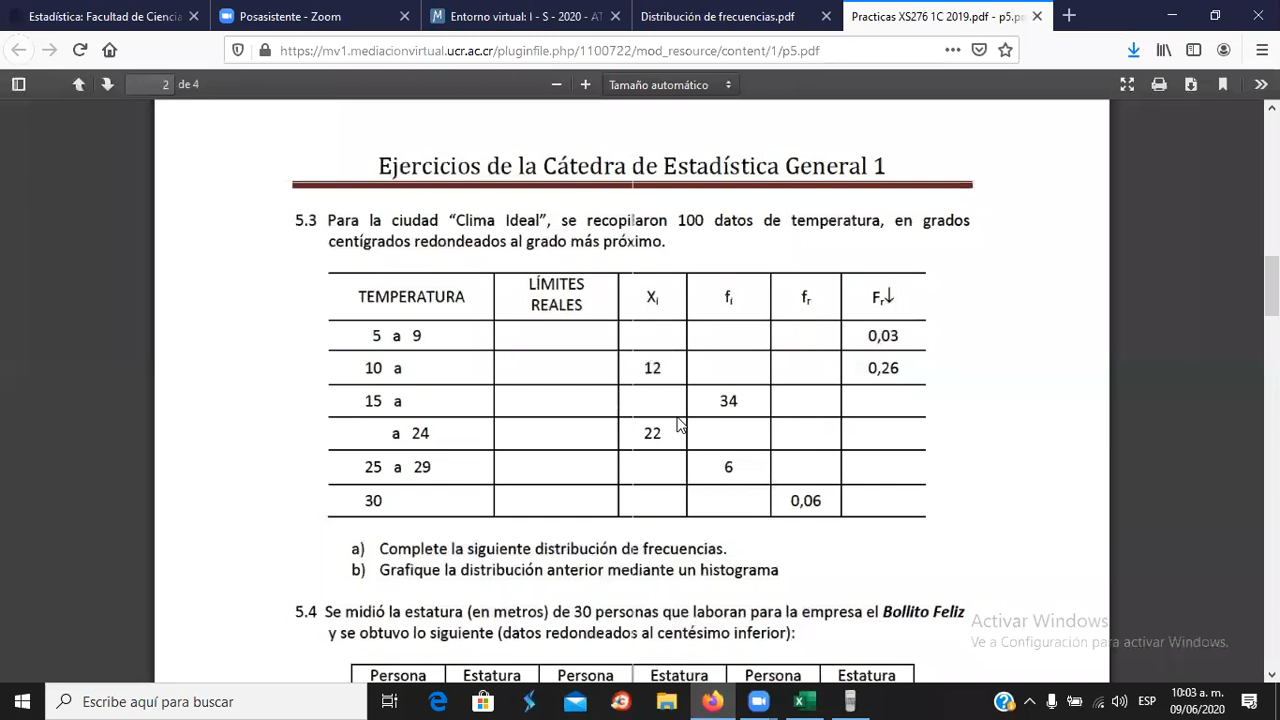 Estadística: Facultad de Ciencia
Posasistente - Zoom
Entorno virtual: I - S - 2020 - AT
Distribución de frecuencias.pdf
Practicas XS276 1C 2019.pdf - p5.pdf
https://mv1.mediacionvirtual.ucr.ac.cr/pluginfile.php/1100722/mod_resource/content/1/p5.pdf
2 de 4
Tamaño automático
Ejercicios de la Cátedra de Estadística General 1
5.3 Para la ciudad “Clima Ideal”, se recopilaron 100 datos de temperatura, en grados
centígrados redondeados al grado más próximo.
TEMPERATURA LÍMITES REALES Xi fi fr Fr↓
5 a 9 0,03
10 a 12 0,26
15 a 34
a 24 22
25 a 29 6
30 0,06
a) Complete la siguiente distribución de frecuencias.
b) Grafique la distribución anterior mediante un histograma
5.4 Se midió la estatura (en metros) de 30 personas que laboran para la empresa el Bollito Feliz
y se obtuvo lo siguiente (datos redondeados al centésimo inferior):
Persona Estatura Persona Estatura Persona Estatura
Activar Windows
Ve a Configuración para activar Windows.
Escribe aquí para buscar
ESP
10:03 a. m.
09/06/2020